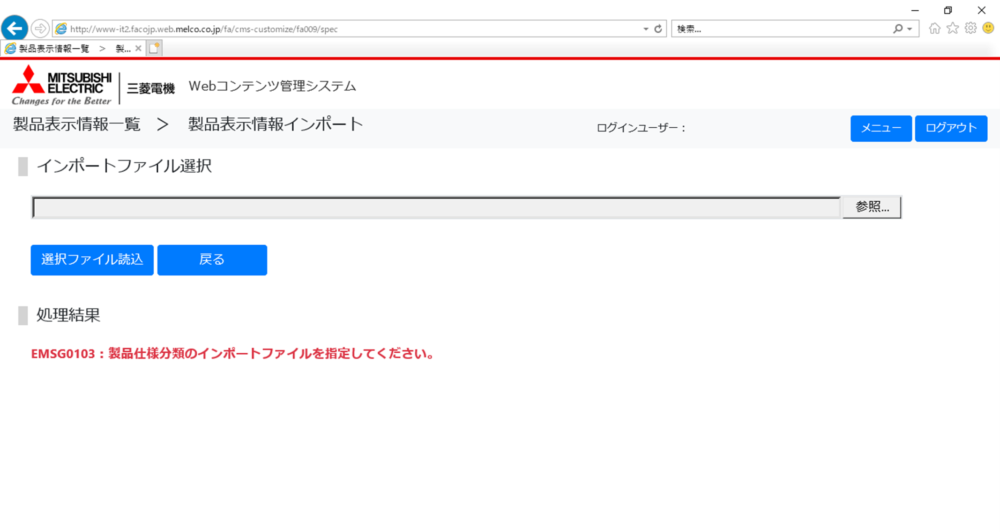 http://www-it2.facojp.web.melco.co.jp/fa/cms-customize/fa009/spec
検索...
製品表示情報一覧 > 製...
MITSUBISHI
ELECTRIC
Changes for the Better
三菱電機
Webコンテンツ管理システム
製品表示情報一覧 > 製品表示情報インポート
ログインユーザー：
メニュー
ログアウト
インポートファイル選択
参照...
選択ファイル読込
戻る
処理結果
EMSG0103：製品仕様分類のインポートファイルを指定してください。